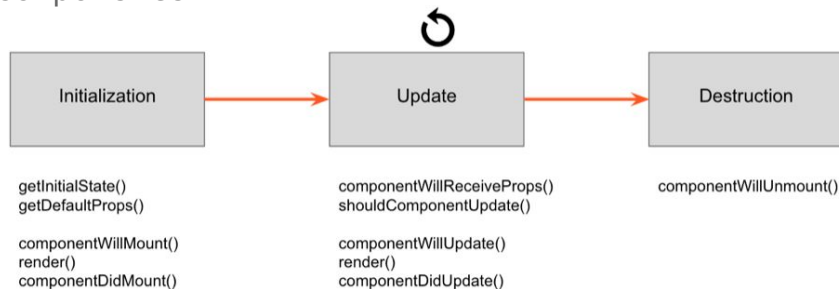 Initialization
Update
Destruction
getInitialState()
getDefaultProps()
componentWillMount()
render()
componentDidMount()
componentWillReceiveProps()
shouldComponentUpdate()
componentWillUpdate()
render()
componentDidUpdate()
componentWillUnmount()